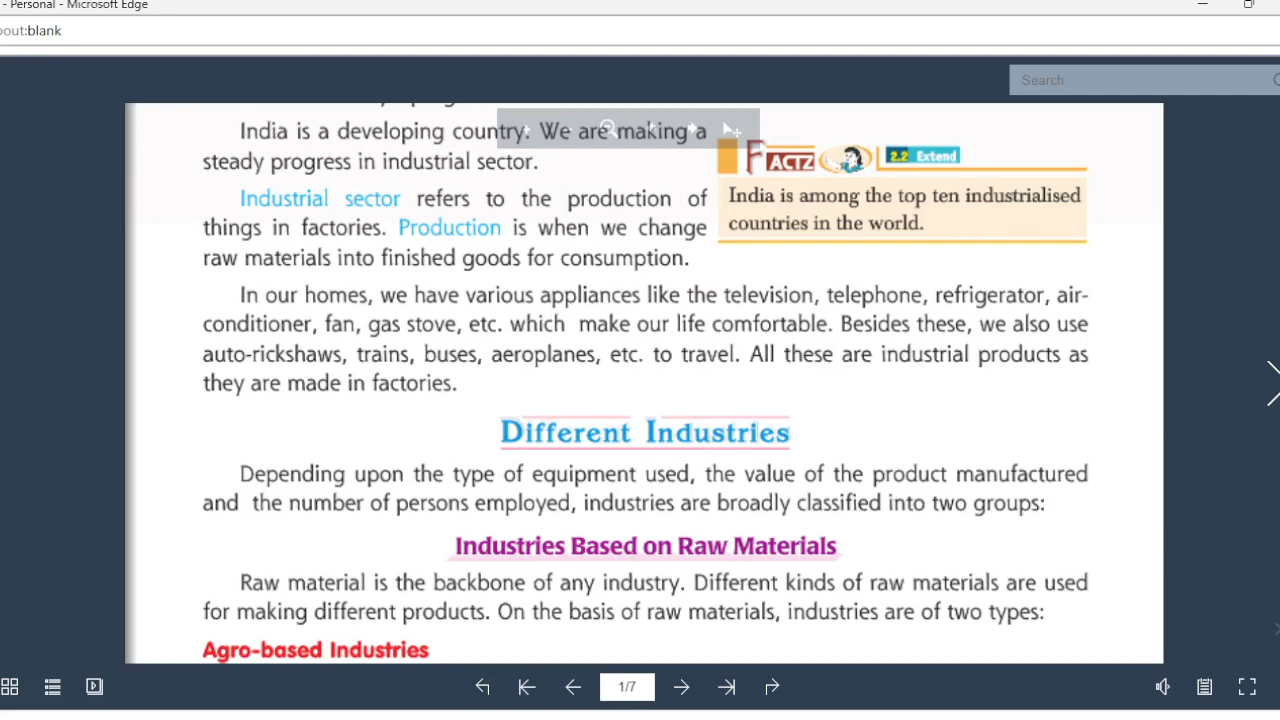 - Personal - Microsoft Edge
out:blank
Search
India is a developing country. We are making a
steady progress in industrial sector.
Industrial sector refers to the production of
things in factories. Production is when we change
raw materials into finished goods for consumption.
FACTZ 2.2 Extend
India is among the top ten industrialised
countries in the world.
In our homes, we have various appliances like the television, telephone, refrigerator, air-
conditioner, fan, gas stove, etc. which make our life comfortable. Besides these, we also use
auto-rickshaws, trains, buses, aeroplanes, etc. to travel. All these are industrial products as
they are made in factories.
Different Industries
Depending upon the type of equipment used, the value of the product manufactured
and the number of persons employed, industries are broadly classified into two groups:
Industries Based on Raw Materials
Raw material is the backbone of any industry. Different kinds of raw materials are used
for making different products. On the basis of raw materials, industries are of two types:
Agro-based Industries
1/7